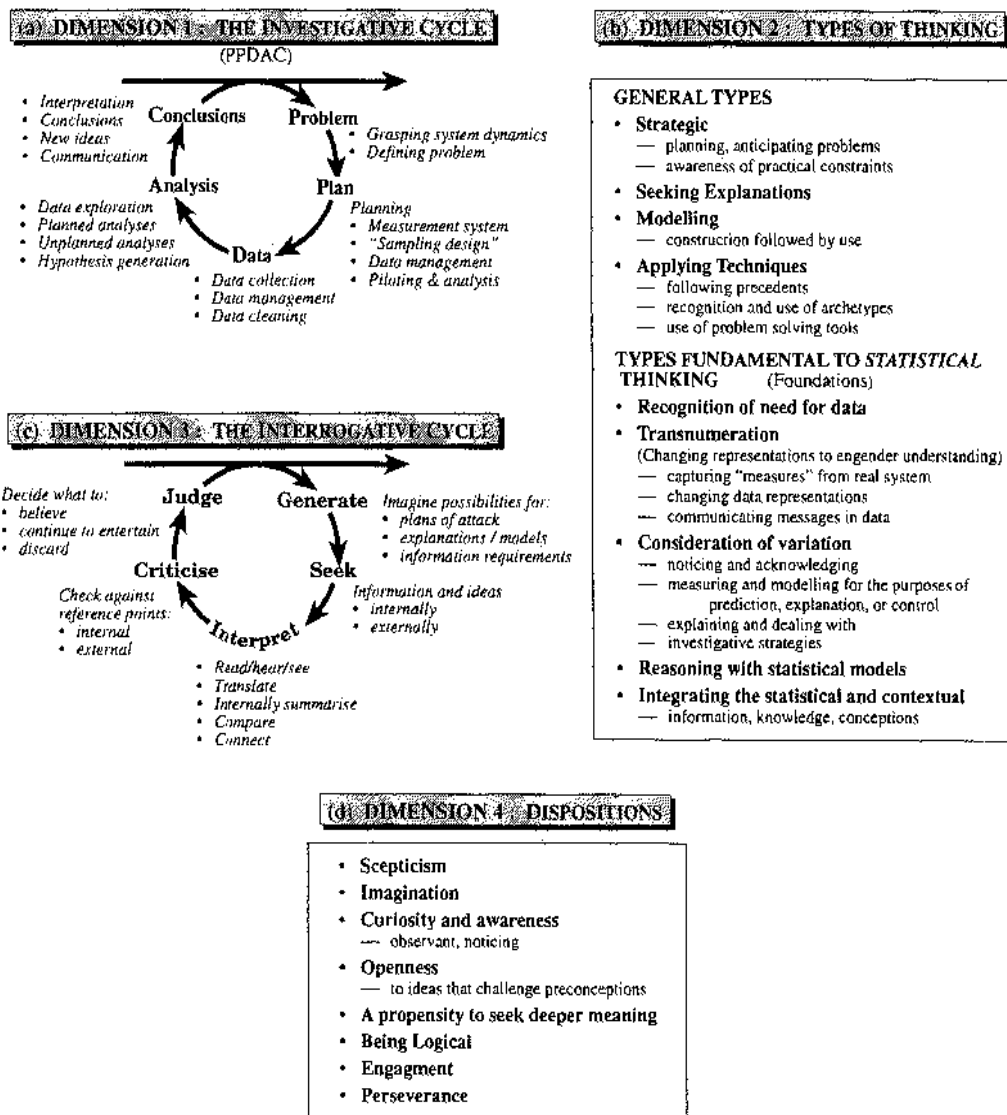 (a) DIMENSION 1 : THE INVESTIGATIVE CYCLE
(PPDAC)
• Interpretation
• Conclusions
• New ideas
• Communication
Conclusions
Problem
• Grasping system dynamics
• Defining problem
Analysis
• Data exploration
• Planned analyses
• Unplanned analyses
• Hypothesis generation
Plan
Planning
• Measurement system
• "Sampling design"
• Data management
• Piloting & analysis
Data
• Data collection
• Data management
• Data cleaning
(b) DIMENSION 2 : TYPES OF THINKING
GENERAL TYPES
• Strategic
— planning, anticipating problems
— awareness of practical constraints
• Seeking Explanations
• Modelling
— construction followed by use
• Applying Techniques
— following precedents
— recognition and use of archetypes
— use of problem solving tools
TYPES FUNDAMENTAL TO STATISTICAL
THINKING (Foundations)
• Recognition of need for data
• Transnumeration
(Changing representations to engender understanding)
— capturing "measures" from real system
— changing data representations
— communicating messages in data
• Consideration of variation
— noticing and acknowledging
— measuring and modelling for the purposes of
prediction, explanation, or control
— explaining and dealing with
— investigative strategies
• Reasoning with statistical models
• Integrating the statistical and contextual
— information, knowledge, conceptions
(c) DIMENSION 3 : THE INTERROGATIVE CYCLE
Decide what to:
• believe
• continue to entertain
• discard
Judge
Generate
Imagine possibilities for:
• plans of attack
• explanations / models
• information requirements
Criticise
Check against
reference points:
• internal
• external
Seek
Information and ideas
• internally
• externally
Interpret
• Read/hear/see
• Translate
• Internally summarise
• Compare
• Connect
(d) DIMENSION 4 : DISPOSITIONS
• Scepticism
• Imagination
• Curiosity and awareness
— observant, noticing
• Openness
— to ideas that challenge preconceptions
• A propensity to seek deeper meaning
• Being Logical
• Engagment
• Perseverance